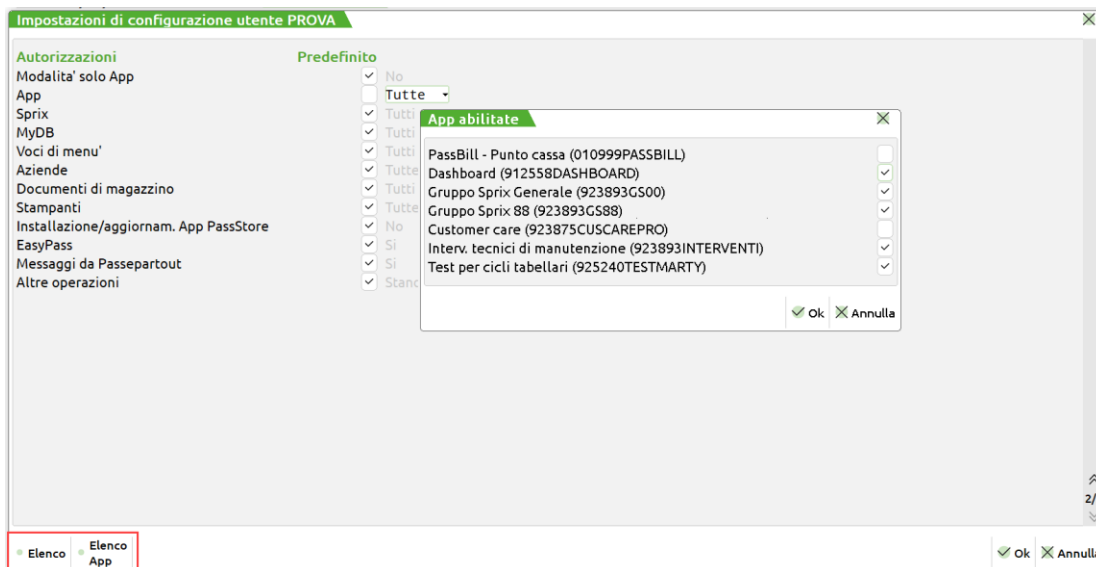 Impostazioni di configurazione utente PROVA
Autorizzazioni Predefinito
Modalita' solo App No
App Tutte
Sprix Tutti
MyDB Tutti
Voci di menu' Tutti
Aziende Tutte
Documenti di magazzino Tutti
Stampanti Tutte
Installazione/aggiornam. App PassStore No
EasyPass Si
Messaggi da Passepartout Si
Altre operazioni Stand
App abilitate
PassBill - Punto cassa (010999PASSBILL)
Dashboard (912558DASHBOARD)
Gruppo Sprix Generale (923893GS00)
Gruppo Sprix 88 (923893GS88)
Customer care (923875CUSCAREPRO)
Interv. tecnici di manutenzione (923893INTERVENTI)
Test per cicli tabellari (925240TESTMARTY)
Ok Annulla
2/
Elenco Elenco App
Ok Annulla